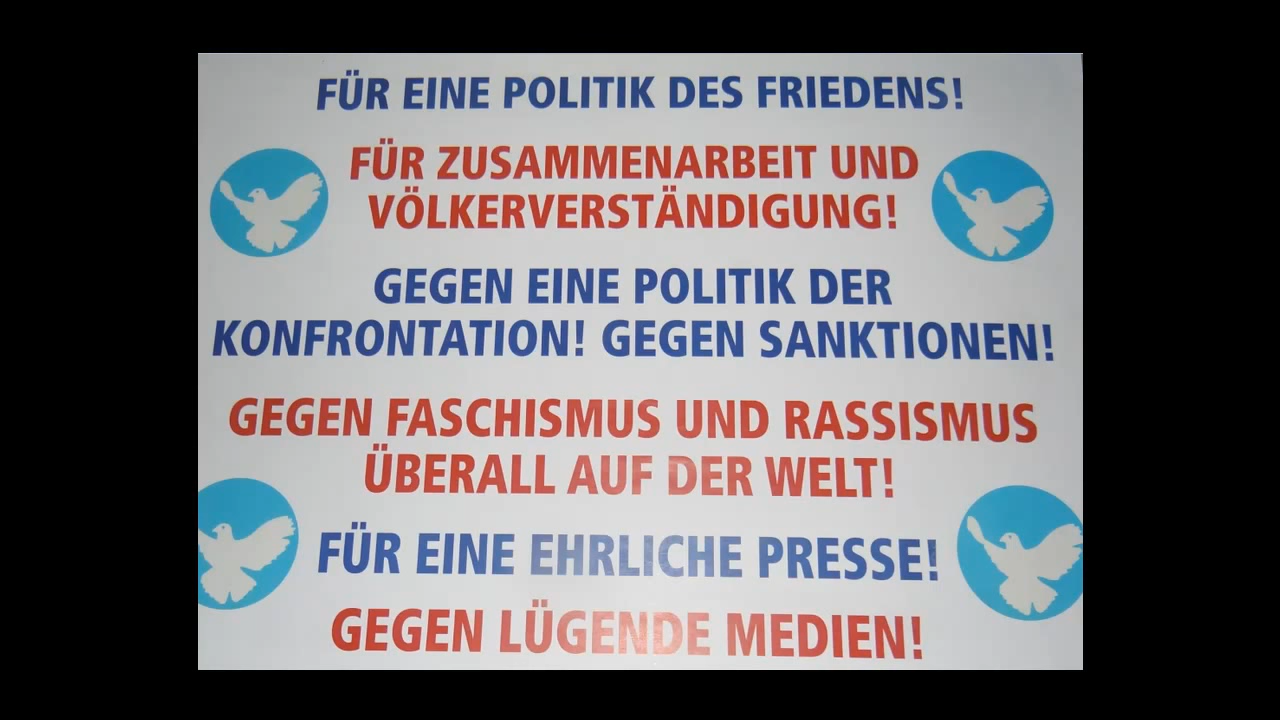 FÜR EINE POLITIK DES FRIEDENS!
FÜR ZUSAMMENARBEIT UND
VÖLKERVERSTÄNDIGUNG!
GEGEN EINE POLITIK DER
KONFRONTATION! GEGEN SANKTIONEN!
GEGEN FASCHISMUS UND RASSISMUS
ÜBERALL AUF DER WELT!
FÜR EINE EHRLICHE PRESSE!
GEGEN LÜGENDE MEDIEN!